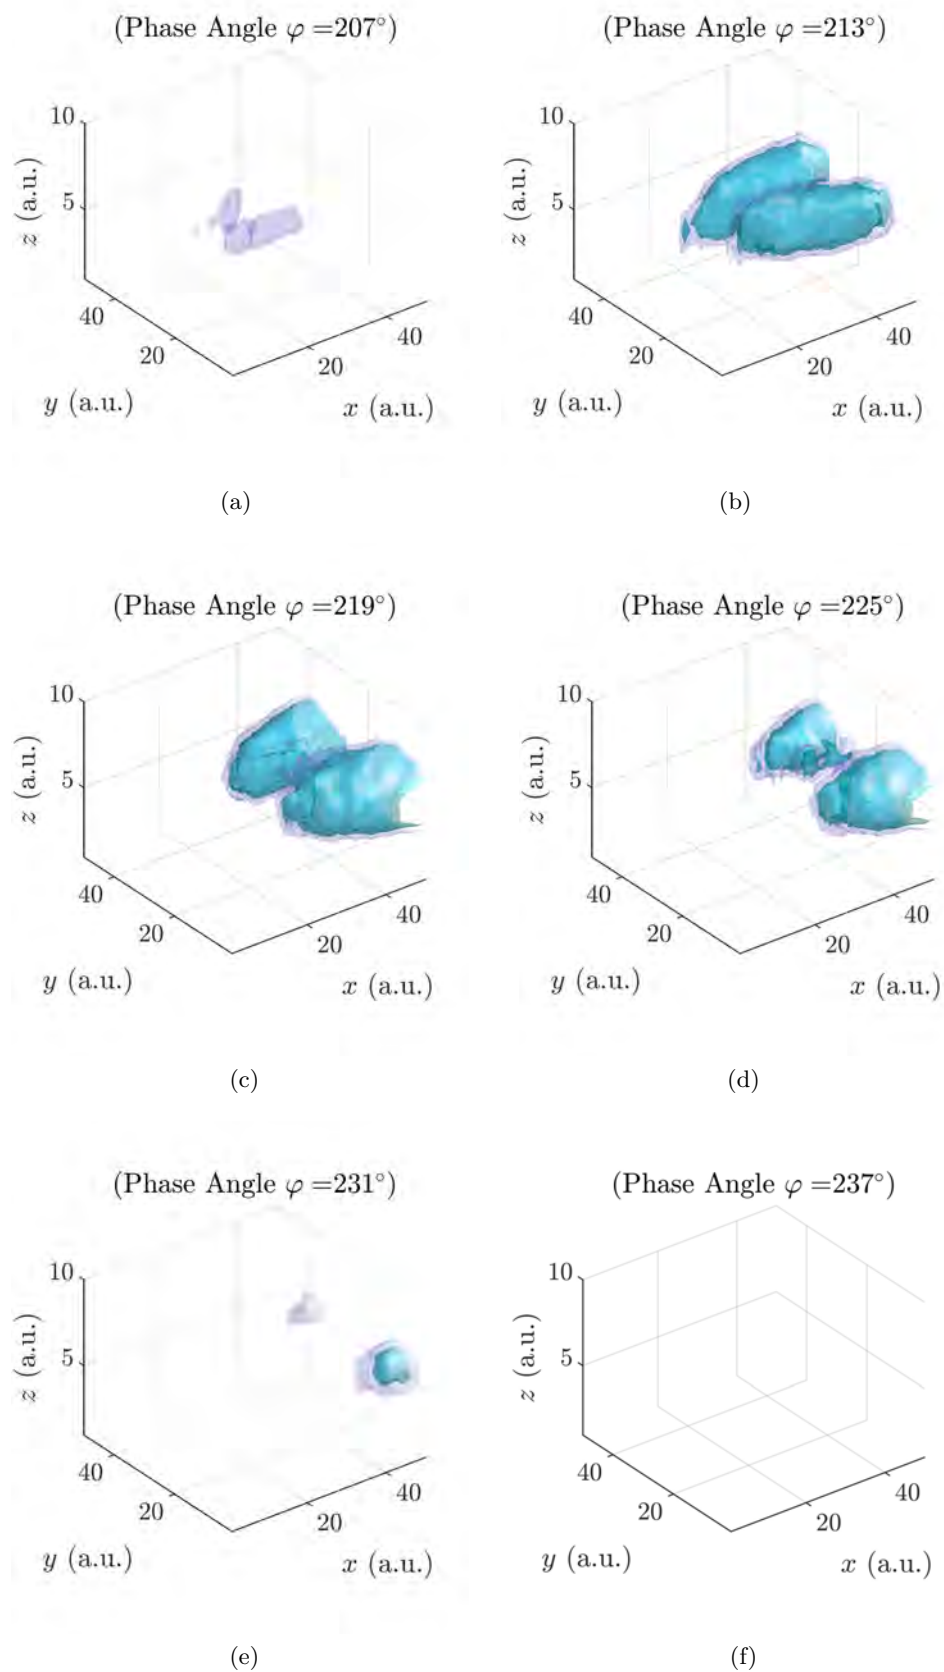 (Phase Angle φ =207°)
(Phase Angle φ =213°)
10
5
z (a.u.)
40
20
y (a.u.)
20
40
x (a.u.)
10
5
z (a.u.)
40
20
y (a.u.)
20
40
x (a.u.)
(a)
(b)
(Phase Angle φ =219°)
(Phase Angle φ =225°)
10
5
z (a.u.)
40
20
y (a.u.)
20
40
x (a.u.)
10
5
z (a.u.)
40
20
y (a.u.)
20
40
x (a.u.)
(c)
(d)
(Phase Angle φ =231°)
(Phase Angle φ =237°)
10
5
z (a.u.)
40
20
y (a.u.)
20
40
x (a.u.)
10
5
z (a.u.)
40
20
y (a.u.)
20
40
x (a.u.)
(e)
(f)